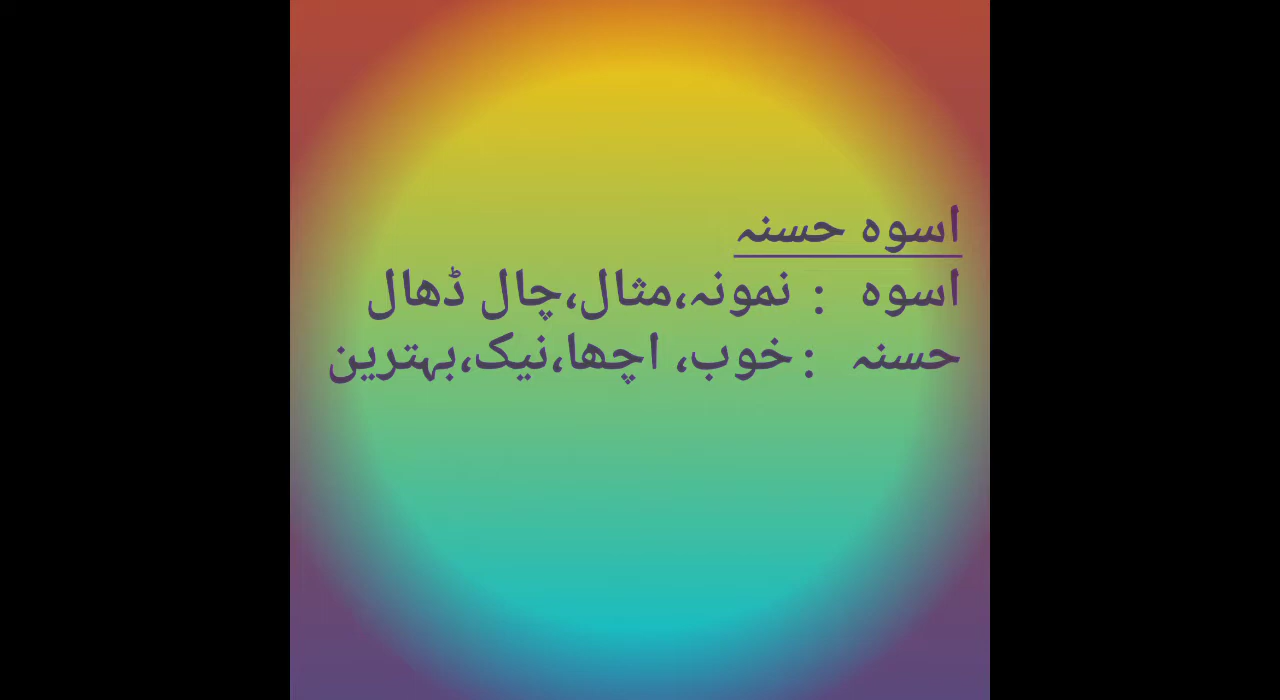 اسوہ حسنہ
اسوہ : نمونہ،مثال،چال ڈھال
حسنہ :خوب، اچھا،نیک،بہترین